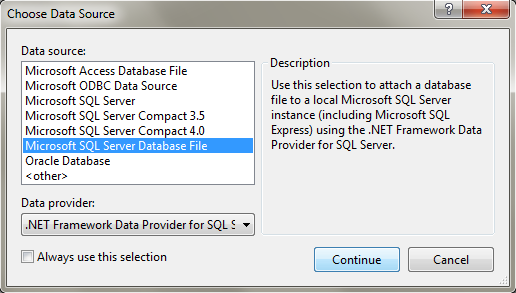 Choose Data Source
Data source:
Microsoft Access Database File
Microsoft ODBC Data Source
Microsoft SQL Server
Microsoft SQL Server Compact 3.5
Microsoft SQL Server Compact 4.0
Microsoft SQL Server Database File
Oracle Database
<other>
Data provider:
.NET Framework Data Provider for SQL S
Always use this selection
Description
Use this selection to attach a database
file to a local Microsoft SQL Server
instance (including Microsoft SQL
Express) using the .NET Framework Data
Provider for SQL Server.
Continue
Cancel